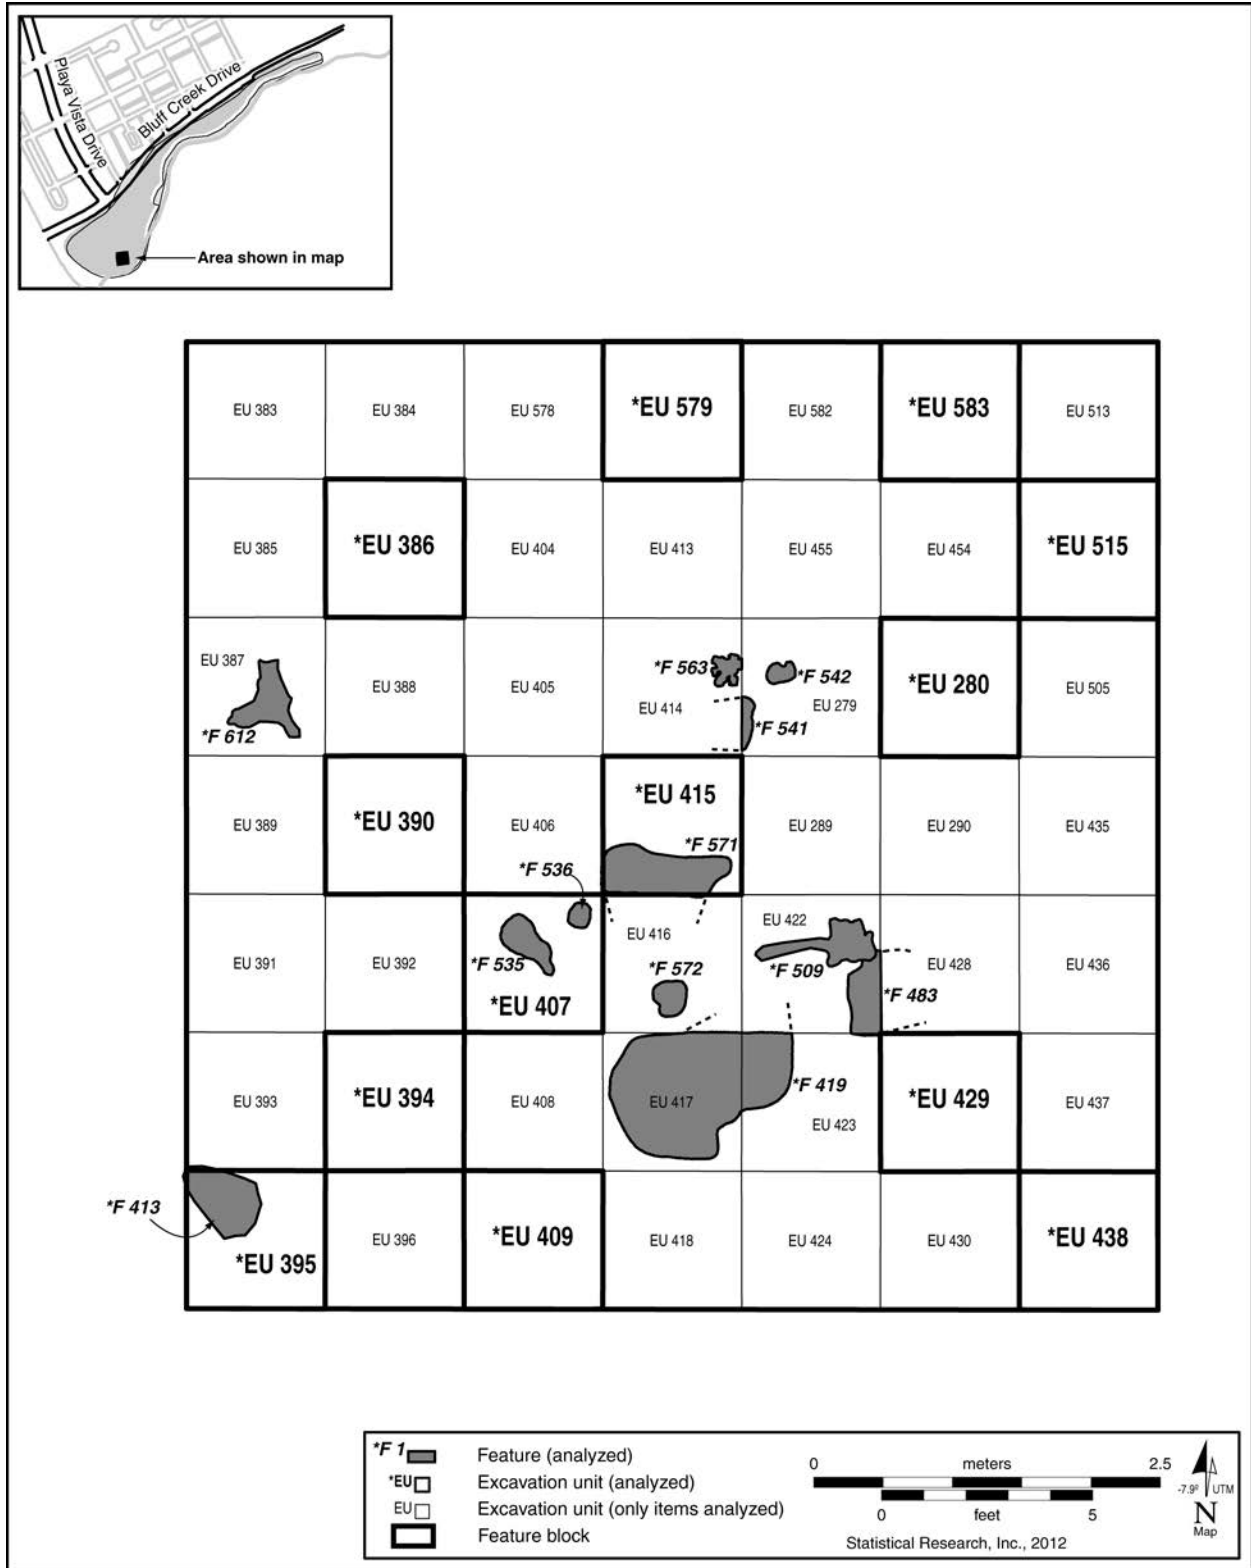 Playa Vista Drive
Bluff Creek Drive
Area shown in map
EU 383
EU 384
EU 578
*EU 579
EU 582
*EU 583
EU 513
EU 385
*EU 386
EU 404
EU 413
EU 455
EU 454
*EU 515
EU 387
*F 612
EU 388
EU 405
*F 563
EU 414
*F 542
EU 279
*F 541
*EU 280
EU 505
EU 389
*EU 390
EU 406
*F 536
*EU 415
*F 571
EU 289
EU 290
EU 435
EU 391
EU 392
*F 535
*EU 407
EU 416
*F 572
EU 422
*F 509
EU 428
*F 483
EU 436
EU 393
*EU 394
EU 408
EU 417
*F 419
EU 423
*EU 429
EU 437
*F 413
*EU 395
EU 396
*EU 409
EU 418
EU 424
EU 430
*EU 438
*F 1 Feature (analyzed)
*EU Excavation unit (analyzed)
EU Excavation unit (only items analyzed)
Feature block
0 meters 2.5
0 feet 5
Statistical Research, Inc., 2012
-7.9º UTM
N
Map